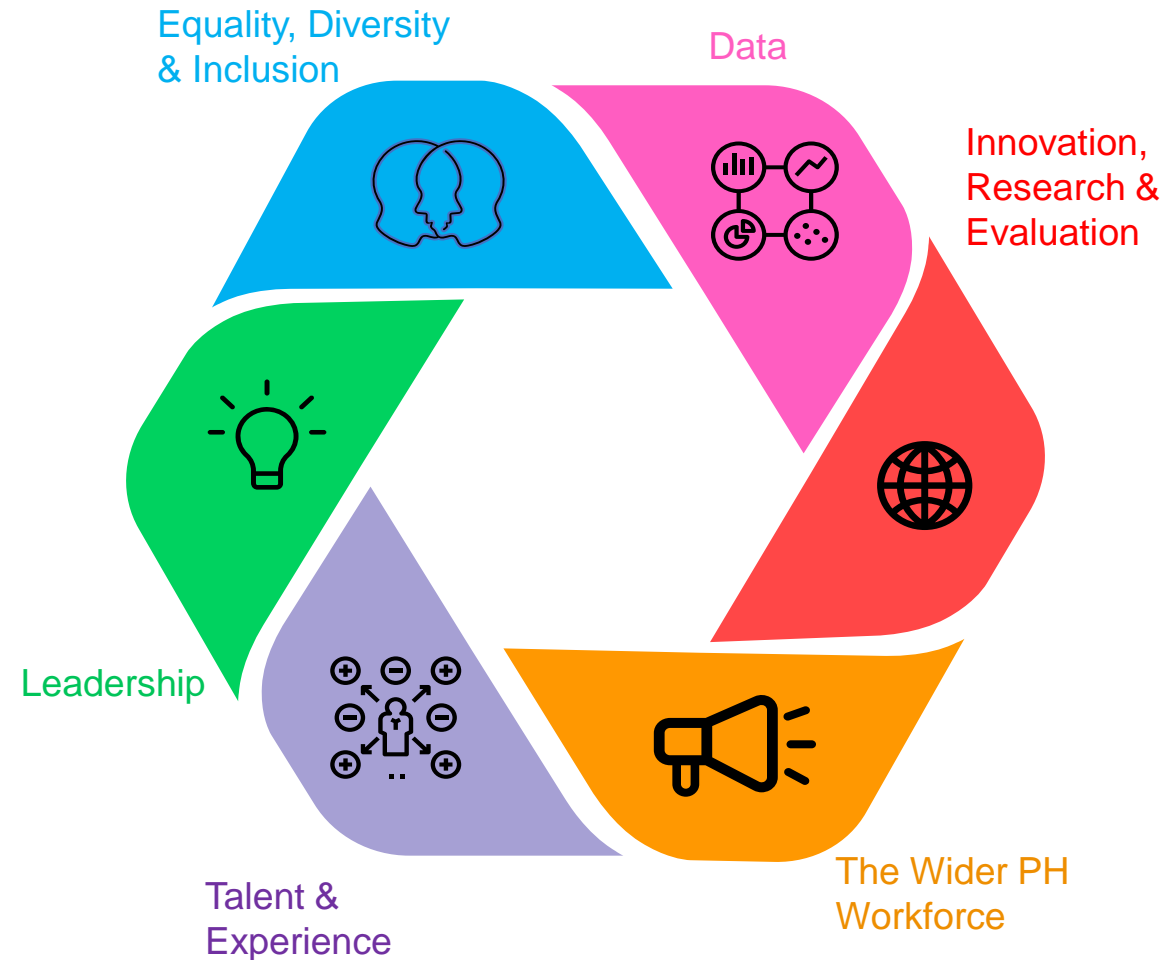 Equality, Diversity
& Inclusion
Data
Innovation,
Research &
Evaluation
Leadership
The Wider PH
Workforce
Talent &
Experience